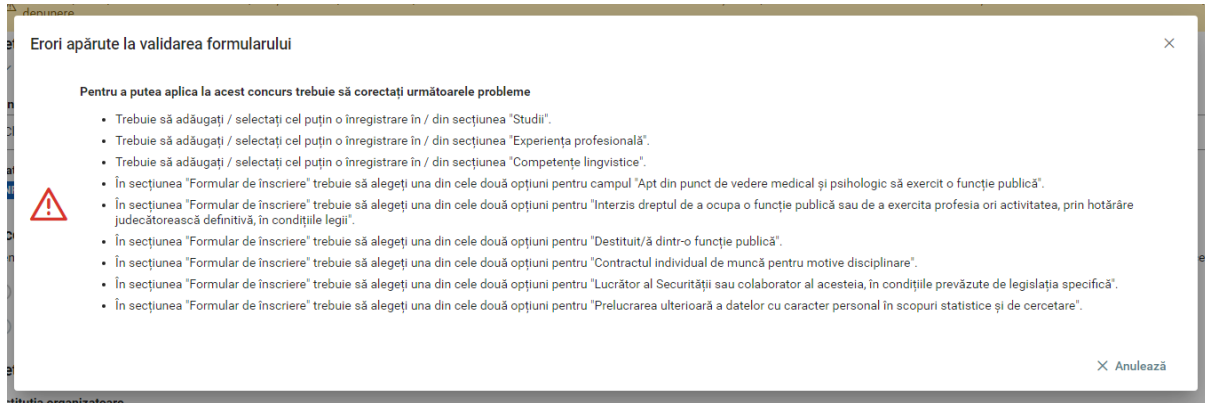 depunere
Erori apărute la validarea formularului
Pentru a putea aplica la acest concurs trebuie să corectați următoarele probleme
• Trebuie să adăugați / selectați cel puțin o înregistrare în / din secțiunea "Studii".
• Trebuie să adăugați / selectați cel puțin o înregistrare în / din secțiunea "Experiența profesională".
• Trebuie să adăugați / selectați cel puțin o înregistrare în / din secțiunea "Competențe lingvistice".
• În secțiunea "Formular de înscriere" trebuie să alegeți una din cele două opțiuni pentru campul "Apt din punct de vedere medical și psihologic să exercit o funcție publică".
• În secțiunea "Formular de înscriere" trebuie să alegeți una din cele două opțiuni pentru "Interzis dreptul de a ocupa o funcție publică sau de a exercita profesia ori activitatea, prin hotărâre
judecătorească definitivă, în condițiile legii".
• În secțiunea "Formular de înscriere" trebuie să alegeți una din cele două opțiuni pentru "Destituit/ă dintr-o funcție publică".
• În secțiunea "Formular de înscriere" trebuie să alegeți una din cele două opțiuni pentru "Contractul individual de muncă pentru motive disciplinare".
• În secțiunea "Formular de înscriere" trebuie să alegeți una din cele două opțiuni pentru "Lucrător al Securității sau colaborator al acesteia, în condițiile prevăzute de legislația specifică".
• În secțiunea "Formular de înscriere" trebuie să alegeți una din cele două opțiuni pentru "Prelucrarea ulterioară a datelor cu caracter personal în scopuri statistice și de cercetare".
Anulează